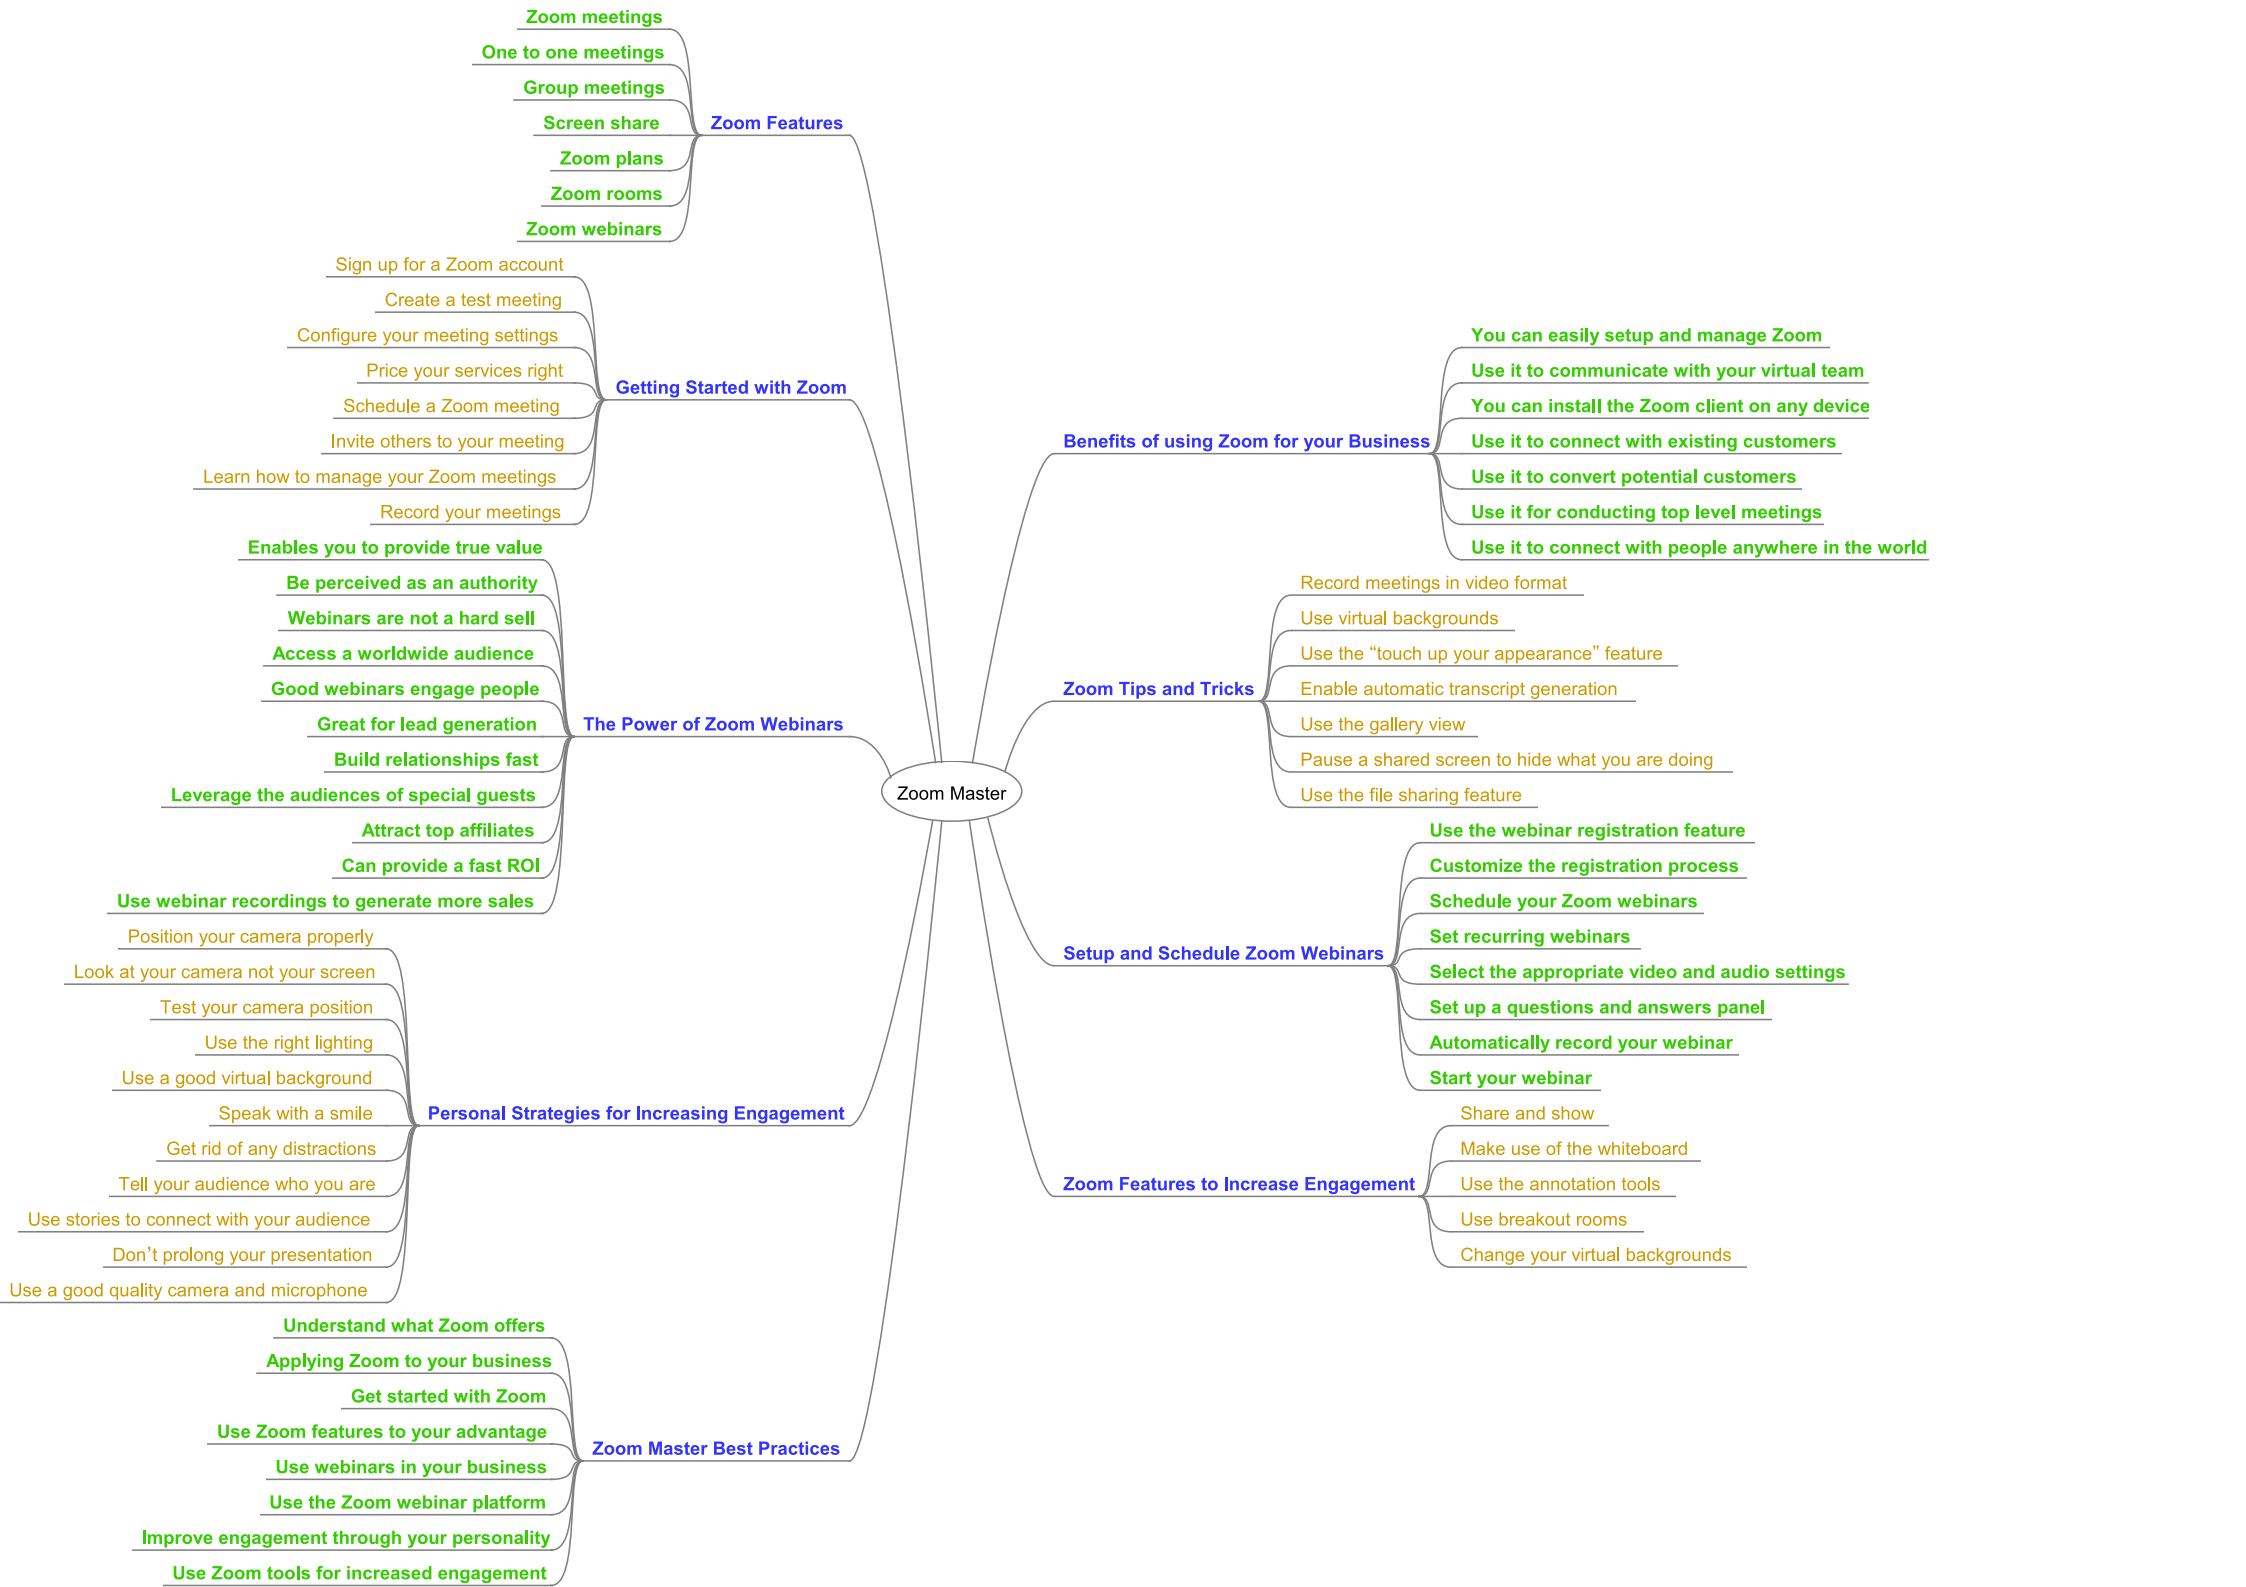 Zoom Master
Zoom Features
Zoom meetings
One to one meetings
Group meetings
Screen share
Zoom plans
Zoom rooms
Zoom webinars
Getting Started with Zoom
Sign up for a Zoom account
Create a test meeting
Configure your meeting settings
Price your services right
Schedule a Zoom meeting
Invite others to your meeting
Learn how to manage your Zoom meetings
Record your meetings
The Power of Zoom Webinars
Enables you to provide true value
Be perceived as an authority
Webinars are not a hard sell
Access a worldwide audience
Good webinars engage people
Great for lead generation
Build relationships fast
Leverage the audiences of special guests
Attract top affiliates
Can provide a fast ROI
Use webinar recordings to generate more sales
Personal Strategies for Increasing Engagement
Position your camera properly
Look at your camera not your screen
Test your camera position
Use the right lighting
Use a good virtual background
Speak with a smile
Get rid of any distractions
Tell your audience who you are
Use stories to connect with your audience
Don’t prolong your presentation
Use a good quality camera and microphone
Zoom Master Best Practices
Understand what Zoom offers
Applying Zoom to your business
Get started with Zoom
Use Zoom features to your advantage
Use webinars in your business
Use the Zoom webinar platform
Improve engagement through your personality
Use Zoom tools for increased engagement
Benefits of using Zoom for your Business
You can easily setup and manage Zoom
Use it to communicate with your virtual team
You can install the Zoom client on any device
Use it to connect with existing customers
Use it to convert potential customers
Use it for conducting top level meetings
Use it to connect with people anywhere in the world
Zoom Tips and Tricks
Record meetings in video format
Use virtual backgrounds
Use the “touch up your appearance” feature
Enable automatic transcript generation
Use the gallery view
Pause a shared screen to hide what you are doing
Use the file sharing feature
Setup and Schedule Zoom Webinars
Use the webinar registration feature
Customize the registration process
Schedule your Zoom webinars
Set recurring webinars
Select the appropriate video and audio settings
Set up a questions and answers panel
Automatically record your webinar
Start your webinar
Zoom Features to Increase Engagement
Share and show
Make use of the whiteboard
Use the annotation tools
Use breakout rooms
Change your virtual backgrounds